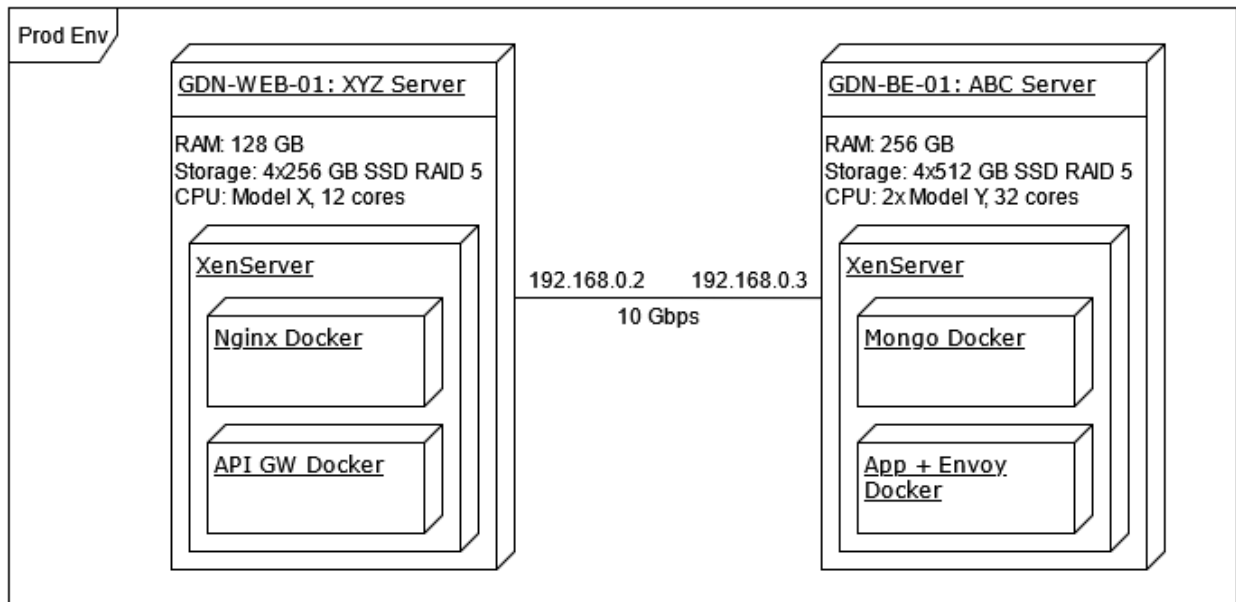 Prod Env
GDN-WEB-01: XYZ Server
RAM: 128 GB
Storage: 4x256 GB SSD RAID 5
CPU: Model X, 12 cores
XenServer
Nginx Docker
API GW Docker
192.168.0.2
192.168.0.3
10 Gbps
GDN-BE-01: ABC Server
RAM: 256 GB
Storage: 4x512 GB SSD RAID 5
CPU: 2x Model Y, 32 cores
XenServer
Mongo Docker
App + Envoy
Docker